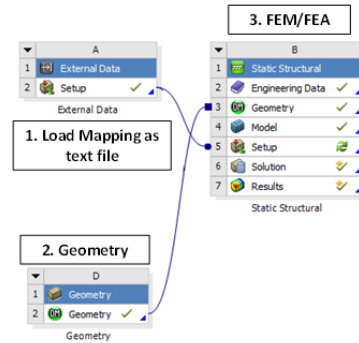 3. FEM/FEA
A
1 External Data
2 Setup
External Data
B
1 Static Structural
2 Engineering Data
3 Geometry
4 Model
5 Setup
6 Solution
7 Results
Static Structural
1. Load Mapping as
text file
2. Geometry
D
1 Geometry
2 Geometry
Geometry